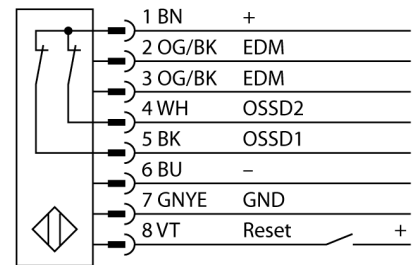 1 BN +
2 OG/BK EDM
3 OG/BK EDM
4 WH OSSD2
5 BK OSSD1
6 BU –
7 GNYE GND
8 VT Reset +